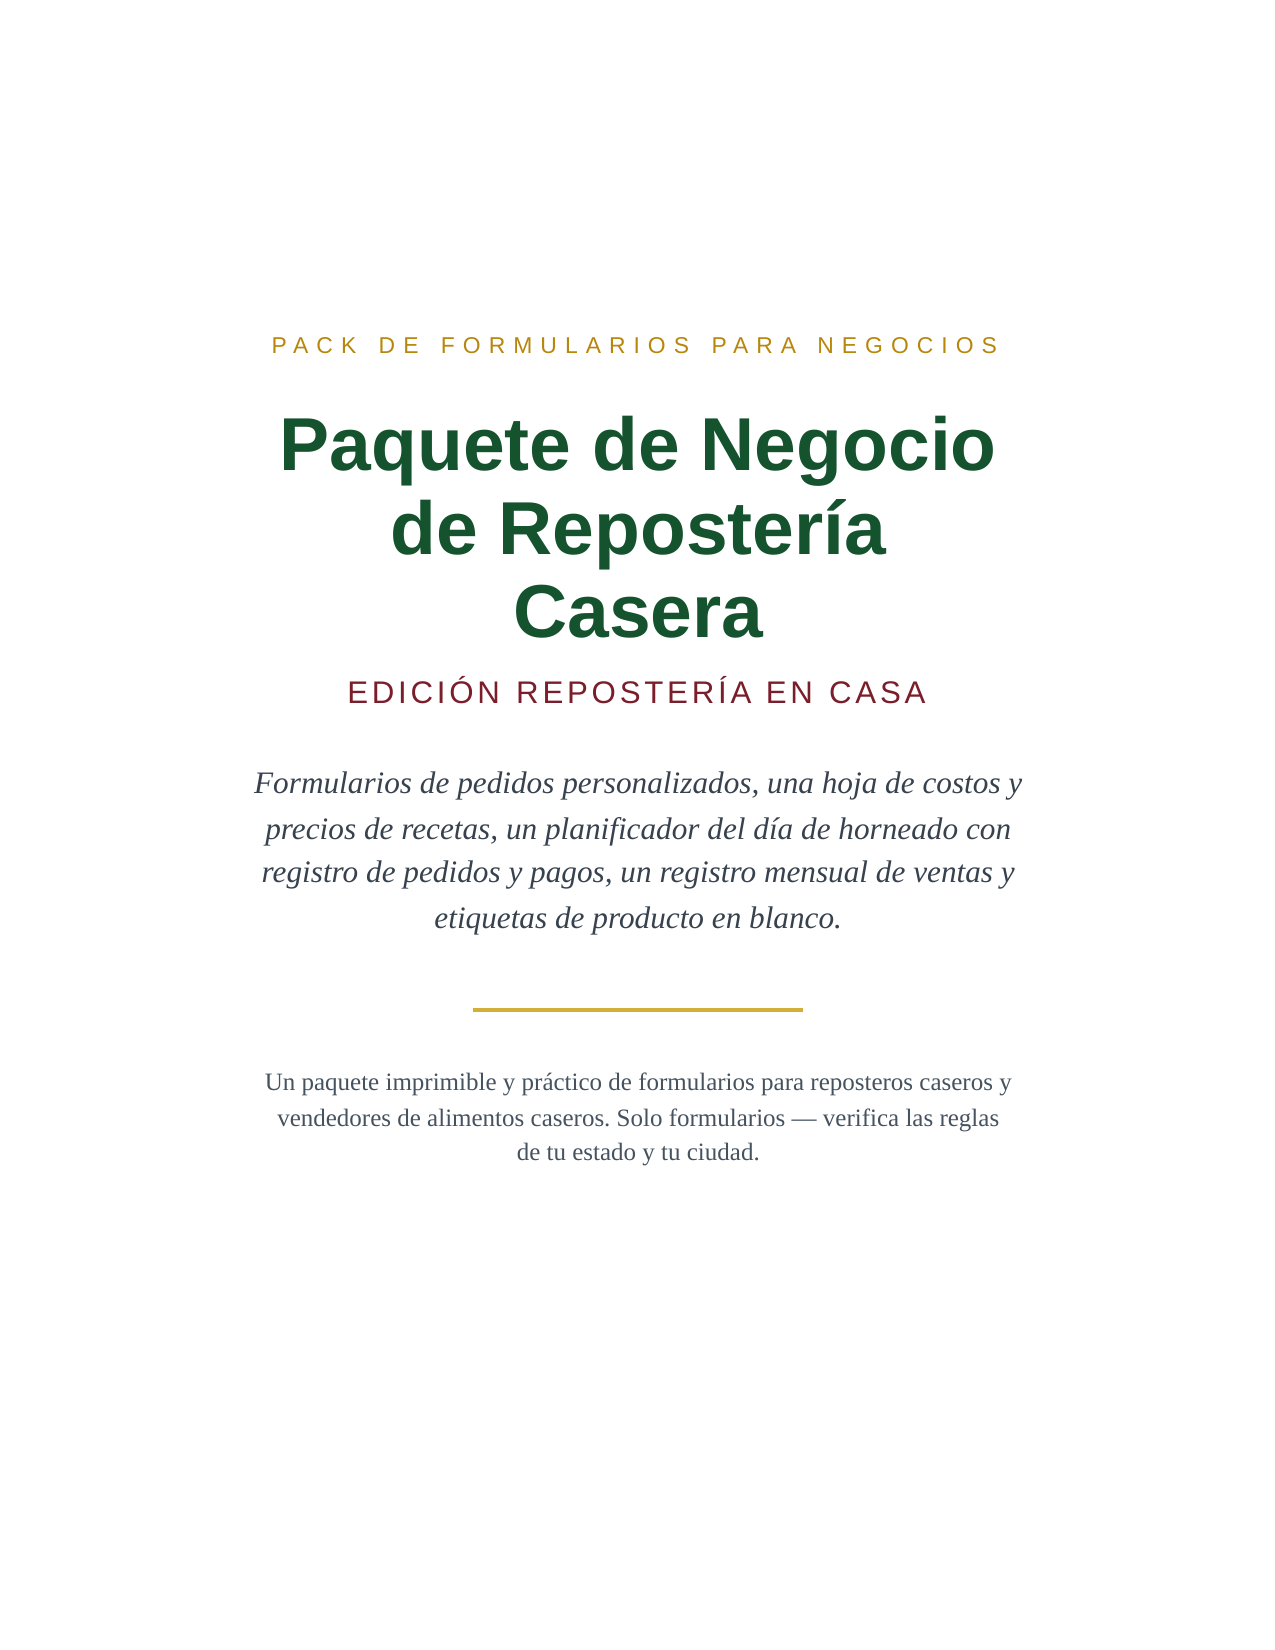 PACK DE FORMULARIOS PARA NEGOCIOS
Paquete de Negocio
de Repostería
Casera
EDICIÓN REPOSTERÍA EN CASA
Formularios de pedidos personalizados, una hoja de costos y
precios de recetas, un planificador del día de horneado con
registro de pedidos y pagos, un registro mensual de ventas y
etiquetas de producto en blanco.
Un paquete imprimible y práctico de formularios para reposteros caseros y
vendedores de alimentos caseros. Solo formularios — verifica las reglas
de tu estado y tu ciudad.